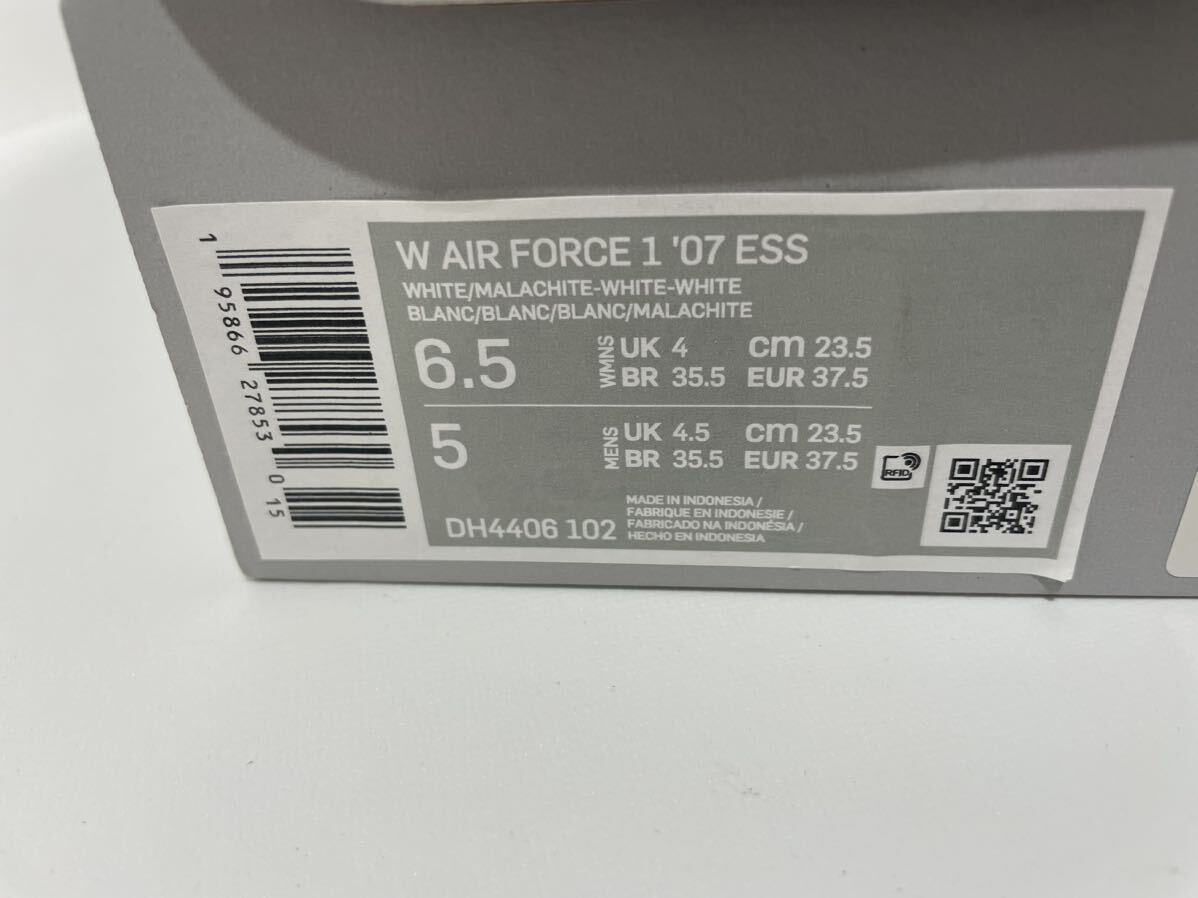 W AIR FORCE 1 '07 ESS
WHITE/MALACHITE-WHITE-WHITE
BLANC/BLANC/BLANC/MALACHITE
6.5 WMNS UK 4 cm 23.5
BR 35.5 EUR 37.5
5 MENS UK 4.5 cm 23.5
BR 35.5 EUR 37.5
DH4406 102
MADE IN INDONESIA /
FABRIQUE EN INDONESIE /
FABRICADO NA INDONÉSIA /
HECHO EN INDONESIA
RFID
1 95866 27853 0 15